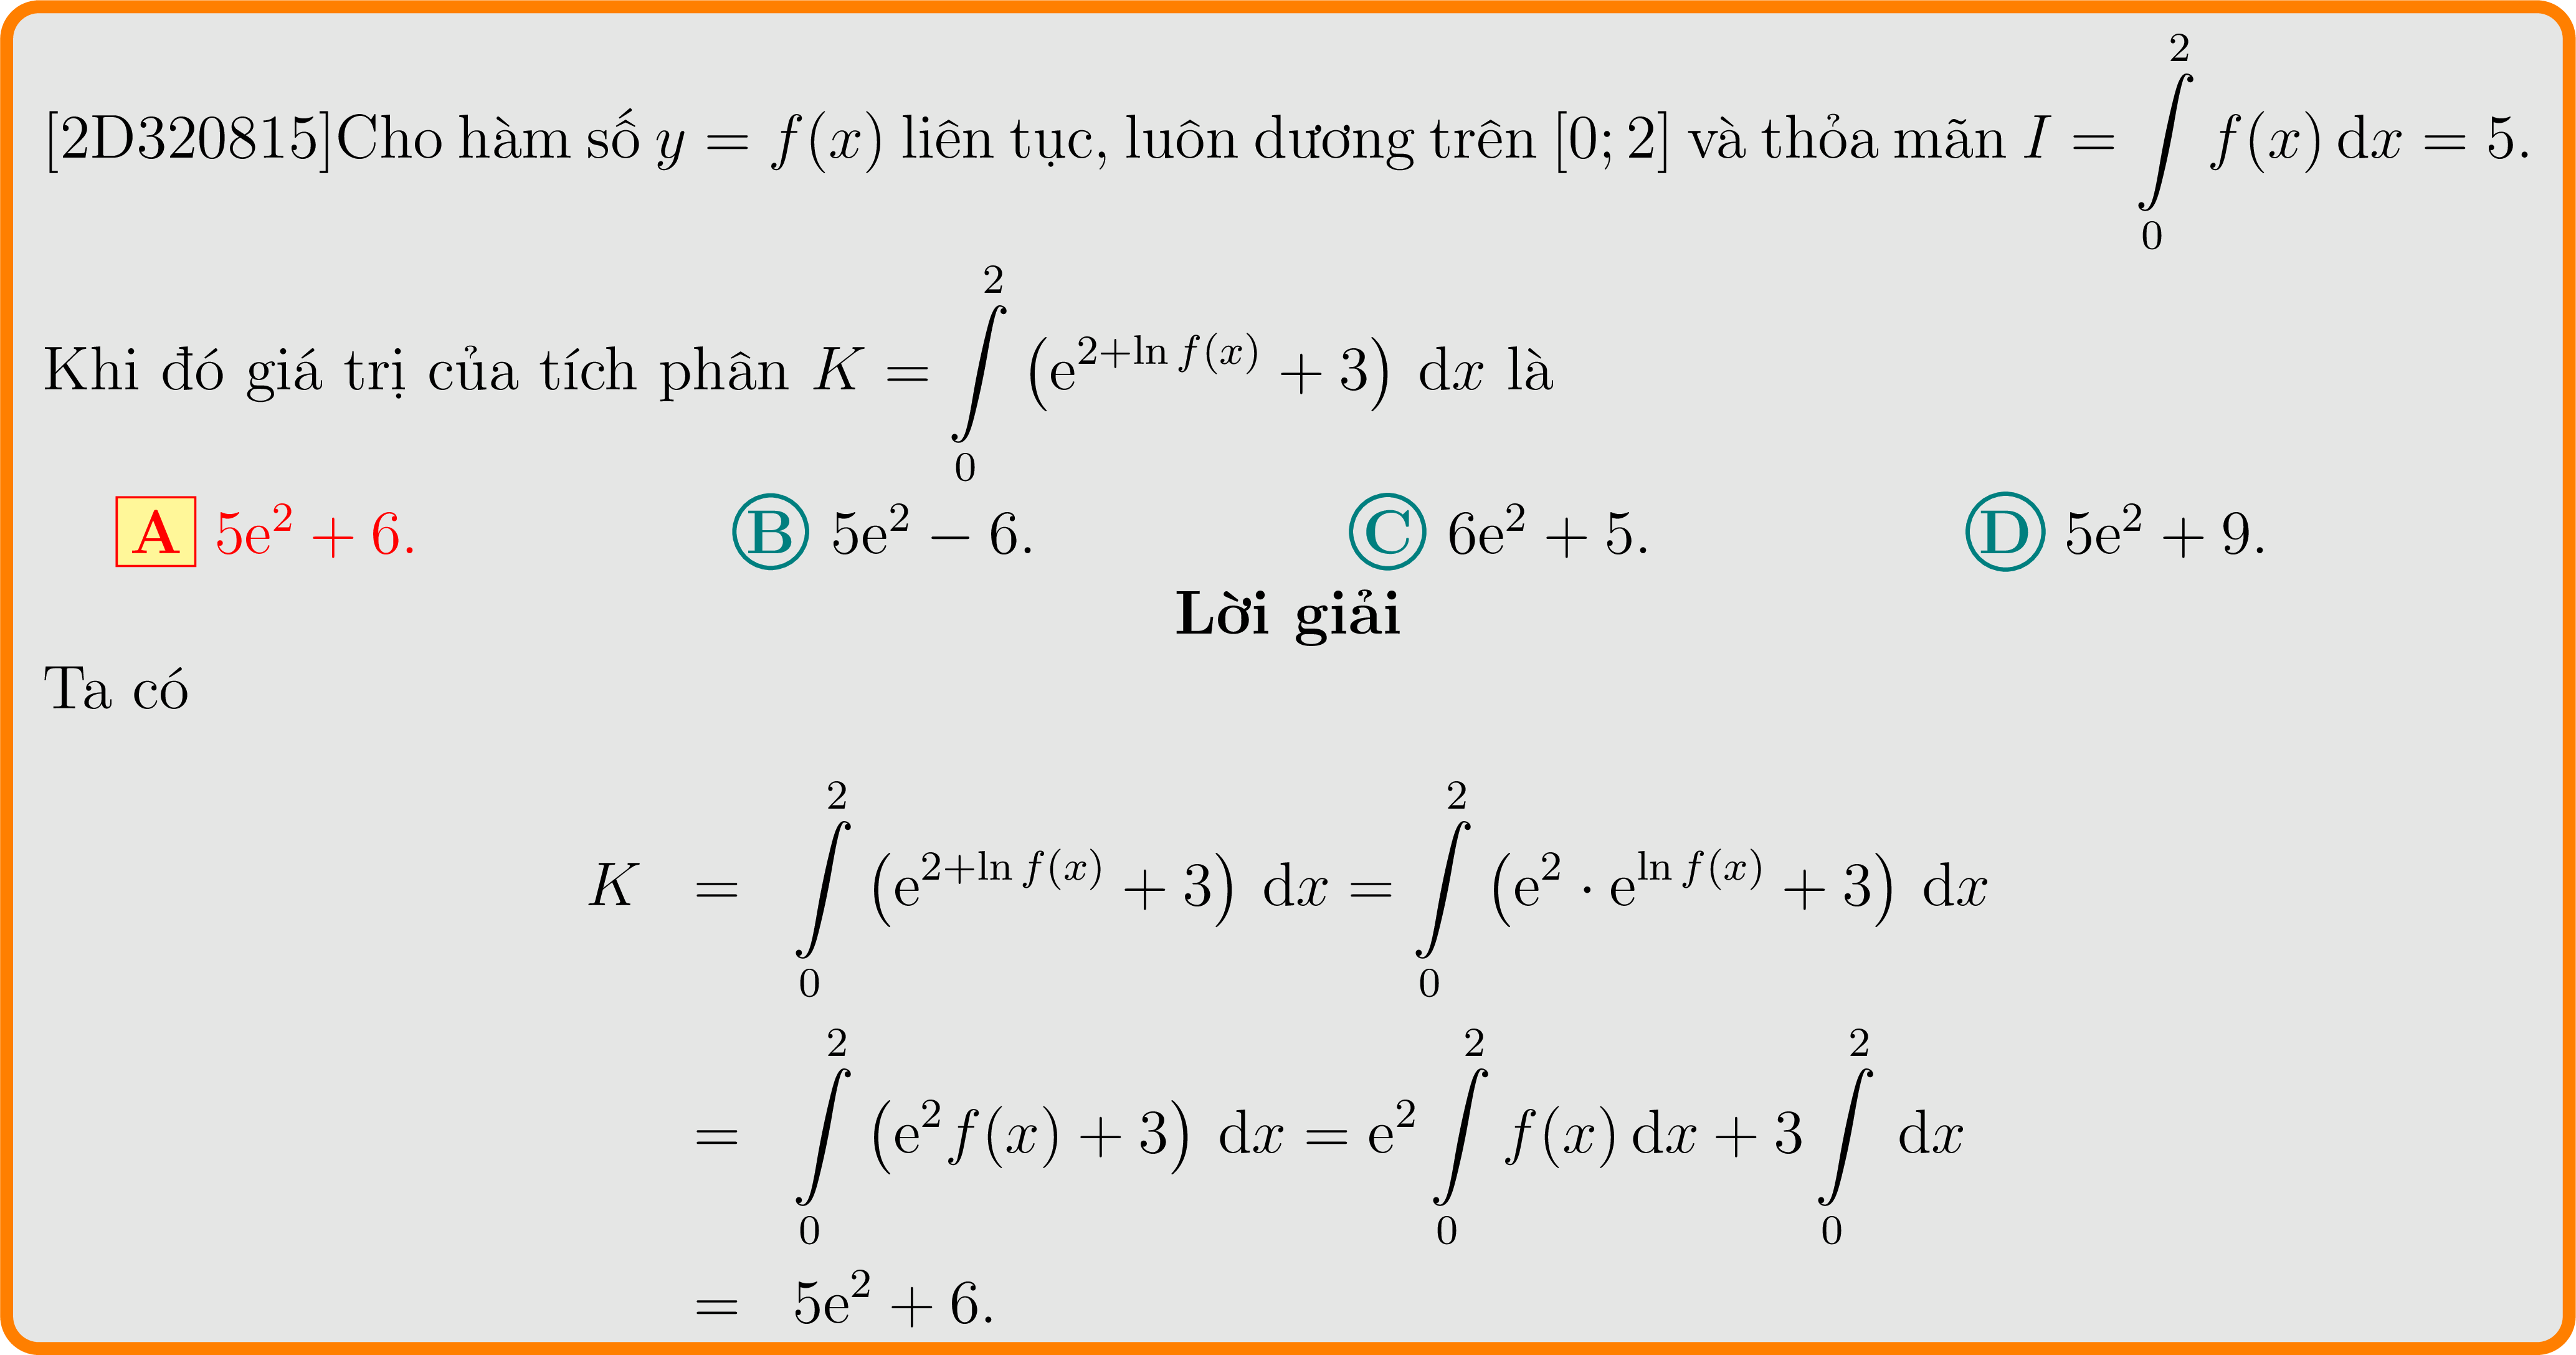 [2D320815]Cho hàm số $y = f(x)$ liên tục, luôn dương trên $[0; 2]$ và thỏa mãn $I = \int\limits_0^2 f(x)\,\mathrm{d}x = 5.$
Khi đó giá trị của tích phân $K = \int\limits_0^2 \left(\mathrm{e}^{2+\ln f(x)} + 3\right)\,\mathrm{d}x$ là
A $5\mathrm{e}^2 + 6.$ B $5\mathrm{e}^2 - 6.$ C $6\mathrm{e}^2 + 5.$ D $5\mathrm{e}^2 + 9.$
Lời giải
Ta có
$K = \int\limits_0^2 \left(\mathrm{e}^{2+\ln f(x)} + 3\right)\,\mathrm{d}x = \int\limits_0^2 \left(\mathrm{e}^2 \cdot \mathrm{e}^{\ln f(x)} + 3\right)\,\mathrm{d}x$
$= \int\limits_0^2 \left(\mathrm{e}^2 f(x) + 3\right)\,\mathrm{d}x = \mathrm{e}^2 \int\limits_0^2 f(x)\,\mathrm{d}x + 3 \int\limits_0^2 \mathrm{d}x$
$= 5\mathrm{e}^2 + 6.$